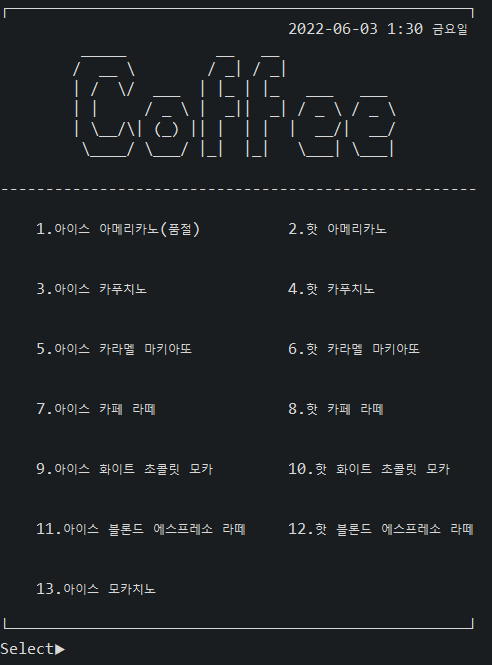 2022-06-03 1:30 금요일
Coffee
1.아이스 아메리카노(품절) 2.핫 아메리카노
3.아이스 카푸치노 4.핫 카푸치노
5.아이스 카라멜 마키아또 6.핫 카라멜 마키아또
7.아이스 카페 라떼 8.핫 카페 라떼
9.아이스 화이트 초콜릿 모카 10.핫 화이트 초콜릿 모카
11.아이스 블론드 에스프레소 라떼 12.핫 블론드 에스프레소 라떼
13.아이스 모카치노
Select▶